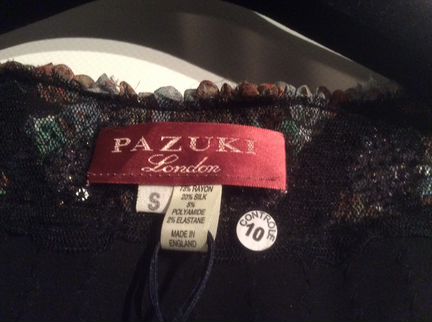 PAZUKI
London
S
73% RAYON
20% SILK
5%
POLYAMIDE
2% ELASTANE
MADE IN
ENGLAND
CONTROLE
10